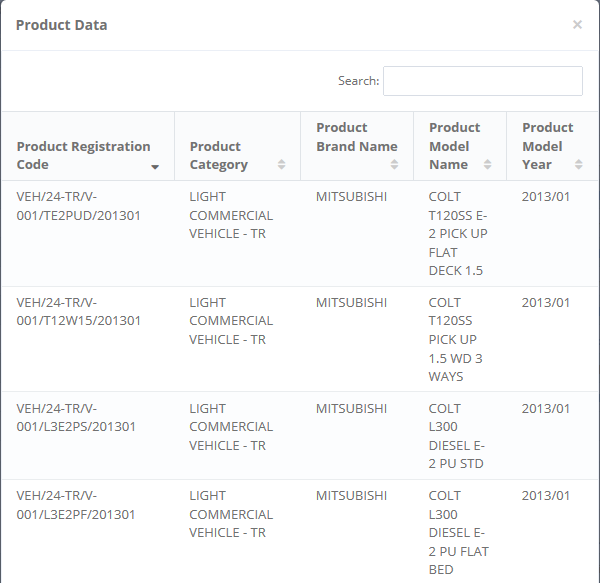 Product Data
×
Search:
Product Registration
Code
Product
Category
Product
Brand Name
Product
Model
Name
Product
Model
Year
VEH/24-TR/V-
001/TE2PUD/201301
LIGHT
COMMERCIAL
VEHICLE - TR
MITSUBISHI
COLT
T120SS E-
2 PICK UP
FLAT
DECK 1.5
2013/01
VEH/24-TR/V-
001/T12W15/201301
LIGHT
COMMERCIAL
VEHICLE - TR
MITSUBISHI
COLT
T120SS
PICK UP
1.5 WD 3
WAYS
2013/01
VEH/24-TR/V-
001/L3E2PS/201301
LIGHT
COMMERCIAL
VEHICLE - TR
MITSUBISHI
COLT
L300
DIESEL E-
2 PU STD
2013/01
VEH/24-TR/V-
001/L3E2PF/201301
LIGHT
COMMERCIAL
VEHICLE - TR
MITSUBISHI
COLT
L300
DIESEL E-
2 PU FLAT
BED
2013/01